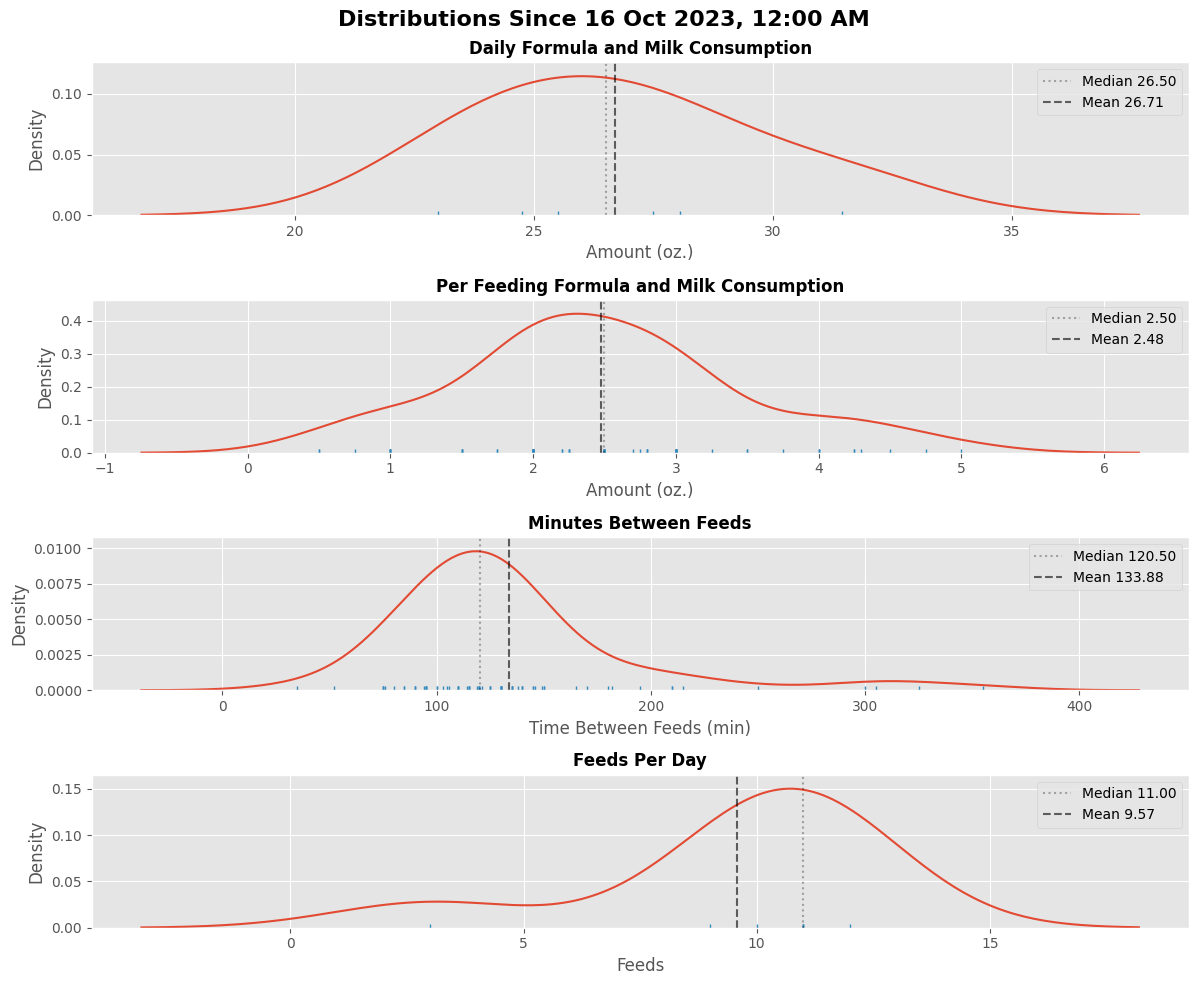 Distributions Since 16 Oct 2023, 12:00 AM
Daily Formula and Milk Consumption
Median 26.50
Mean 26.71
Density
0.10
0.05
0.00
20 25 30 35
Amount (oz.)
Per Feeding Formula and Milk Consumption
Median 2.50
Mean 2.48
Density
0.4
0.3
0.2
0.1
0.0
−1 0 1 2 3 4 5 6
Amount (oz.)
Minutes Between Feeds
Median 120.50
Mean 133.88
Density
0.0100
0.0075
0.0050
0.0025
0.0000
0 100 200 300 400
Time Between Feeds (min)
Feeds Per Day
Median 11.00
Mean 9.57
Density
0.15
0.10
0.05
0.00
0 5 10 15
Feeds